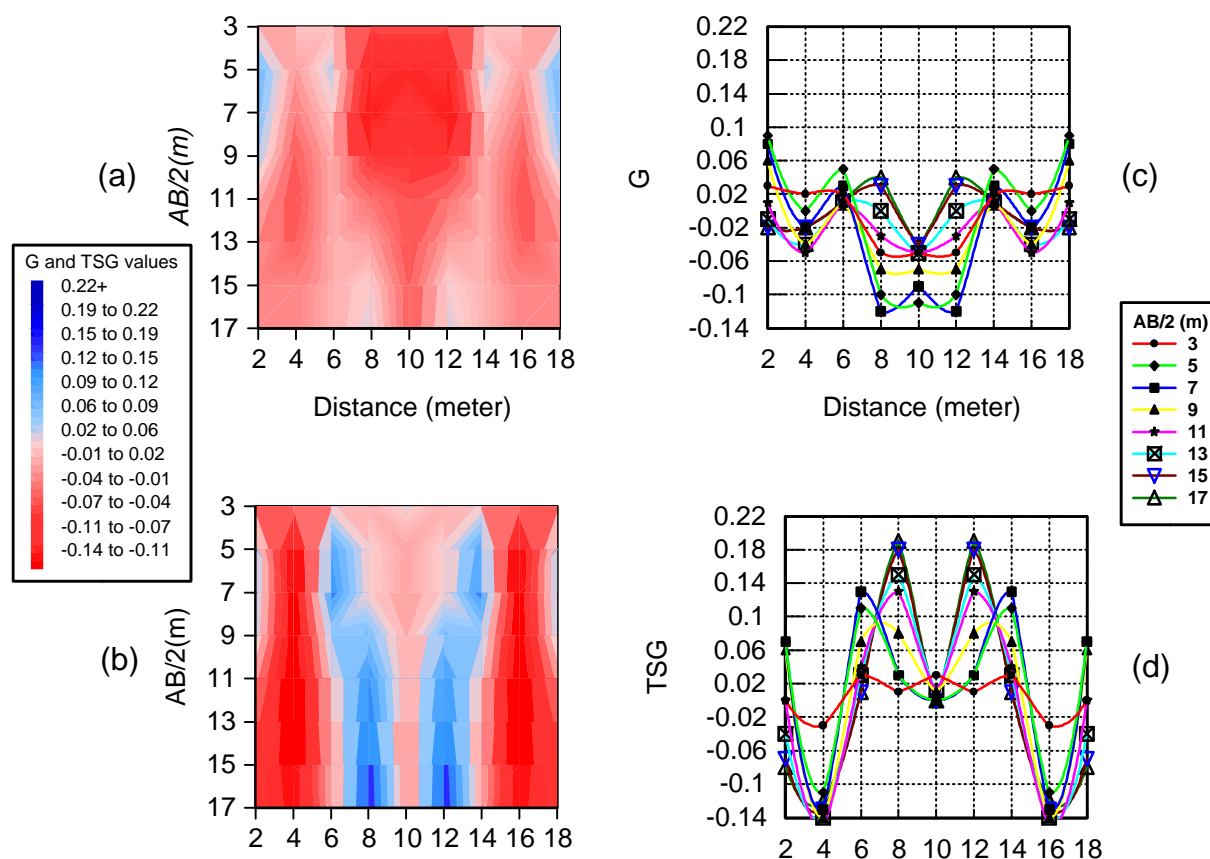 (a)
AB/2(m)
3
5
7
9
11
13
15
17
2 4 6 8 10 12 14 16 18
Distance (meter)
G
0.22
0.18
0.14
0.1
0.06
0.02
-0.02
-0.06
-0.1
-0.14
2 4 6 8 10 12 14 16 18
Distance (meter)
(c)
G and TSG values
0.22+
0.19 to 0.22
0.15 to 0.19
0.12 to 0.15
0.09 to 0.12
0.06 to 0.09
0.02 to 0.06
-0.01 to 0.02
-0.04 to -0.01
-0.07 to -0.04
-0.11 to -0.07
-0.14 to -0.11
AB/2 (m)
3
5
7
9
11
13
15
17
(b)
AB/2(m)
3
5
7
9
11
13
15
17
2 4 6 8 10 12 14 16 18
TSG
0.22
0.18
0.14
0.1
0.06
0.02
-0.02
-0.06
-0.1
-0.14
2 4 6 8 10 12 14 16 18
(d)